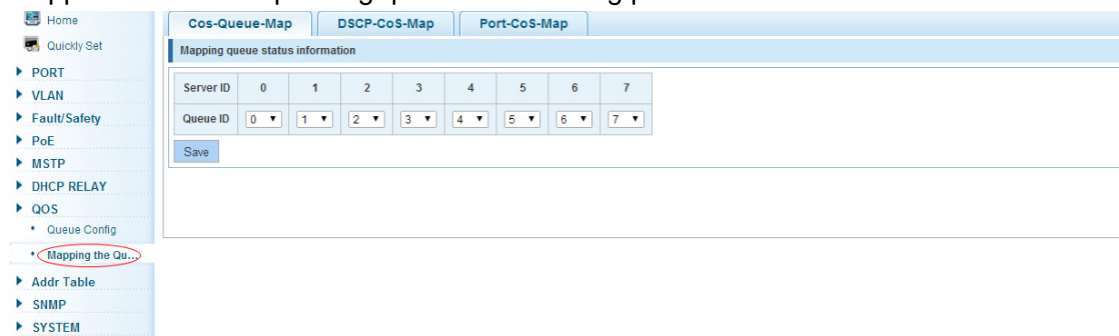 Home
Quickly Set
PORT
VLAN
Fault/Safety
PoE
MSTP
DHCP RELAY
QOS
Queue Config
Mapping the Qu...
Addr Table
SNMP
SYSTEM
Cos-Queue-Map DSCP-CoS-Map Port-CoS-Map
Mapping queue status information
Server ID 0 1 2 3 4 5 6 7
Queue ID 0 1 2 3 4 5 6 7
Save